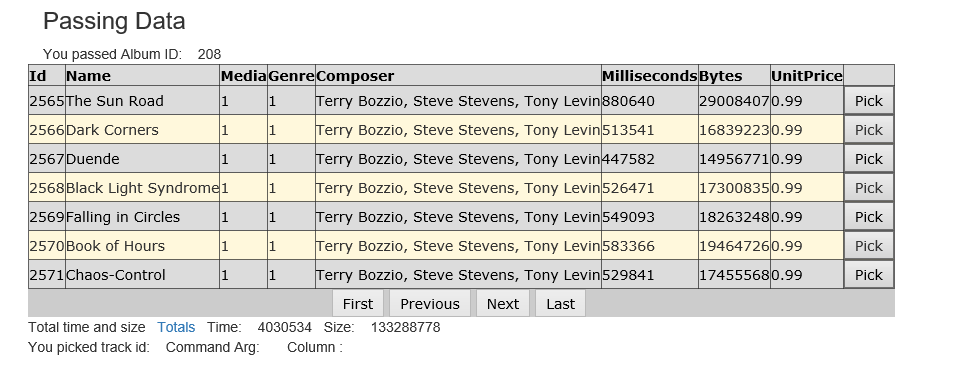 Passing Data
You passed Album ID: 208
Id Name Media Genre Composer Milliseconds Bytes UnitPrice
2565 The Sun Road 1 1 Terry Bozzio, Steve Stevens, Tony Levin 880640 29008407 0.99 Pick
2566 Dark Corners 1 1 Terry Bozzio, Steve Stevens, Tony Levin 513541 16839223 0.99 Pick
2567 Duende 1 1 Terry Bozzio, Steve Stevens, Tony Levin 447582 14956771 0.99 Pick
2568 Black Light Syndrome 1 1 Terry Bozzio, Steve Stevens, Tony Levin 526471 17300835 0.99 Pick
2569 Falling in Circles 1 1 Terry Bozzio, Steve Stevens, Tony Levin 549093 18263248 0.99 Pick
2570 Book of Hours 1 1 Terry Bozzio, Steve Stevens, Tony Levin 583366 19464726 0.99 Pick
2571 Chaos-Control 1 1 Terry Bozzio, Steve Stevens, Tony Levin 529841 17455568 0.99 Pick
First Previous Next Last
Total time and size Totals Time: 4030534 Size: 133288778
You picked track id: Command Arg: Column :